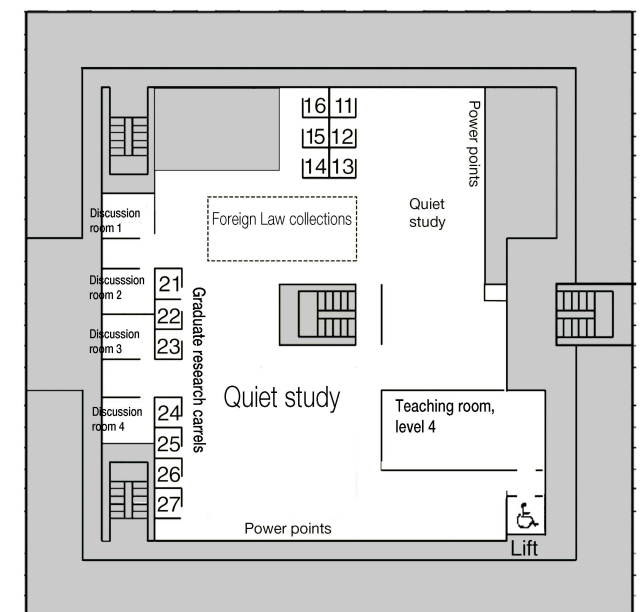 16 11
15 12
14 13
Power points
Quiet
study
Foreign Law collections
Discussion
room 1
Discusssion
room 2
Discussion
room 3
Discussion
room 4
21
22
23
24
25
26
27
Graduate research carrels
Quiet study
Teaching room,
level 4
Power points
Lift